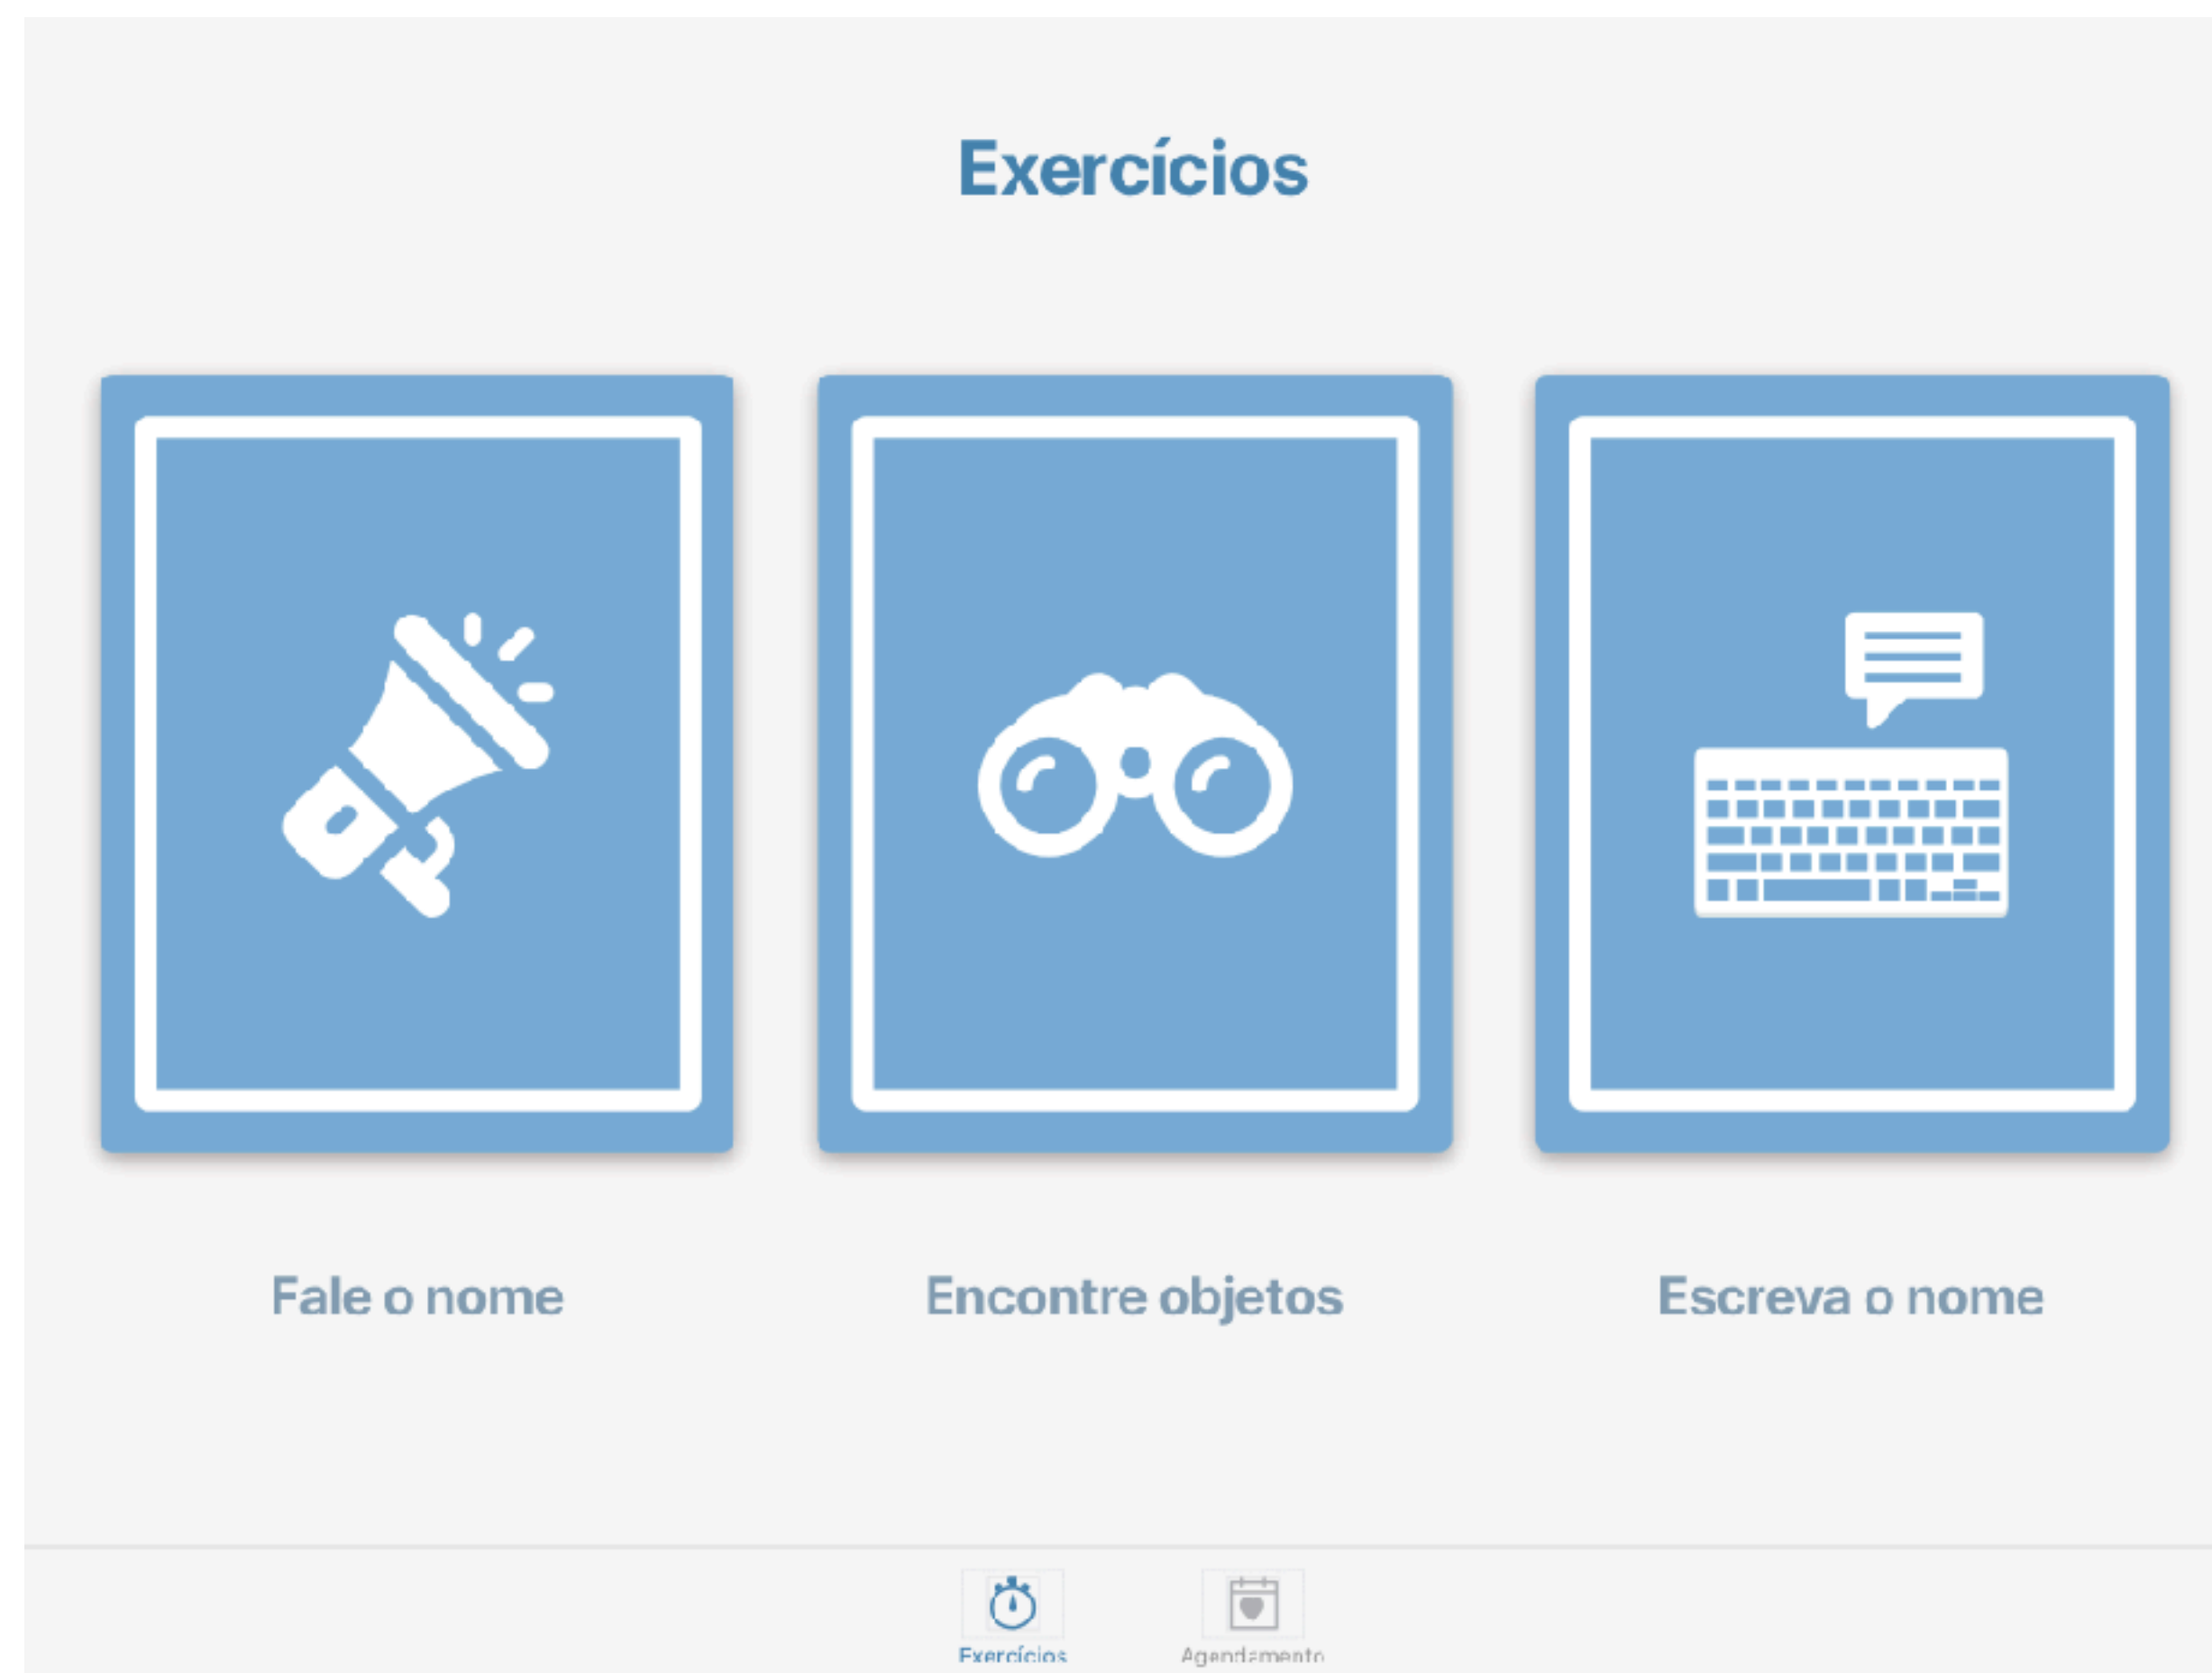 Exercícios
Fale o nome
Encontre objetos
Escreva o nome
Exercícios
Agendamento